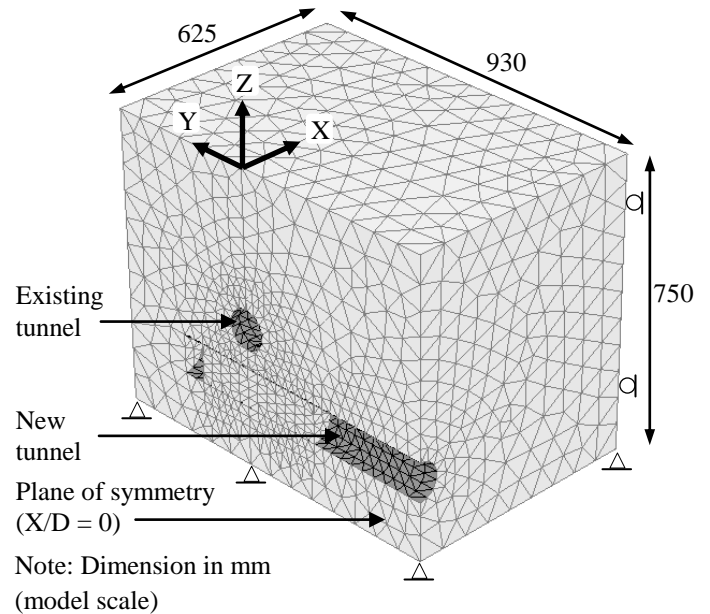 625
930
Z
Y
X
750
Existing
tunnel
New
tunnel
Plane of symmetry
(X/D = 0)
Note: Dimension in mm
(model scale)